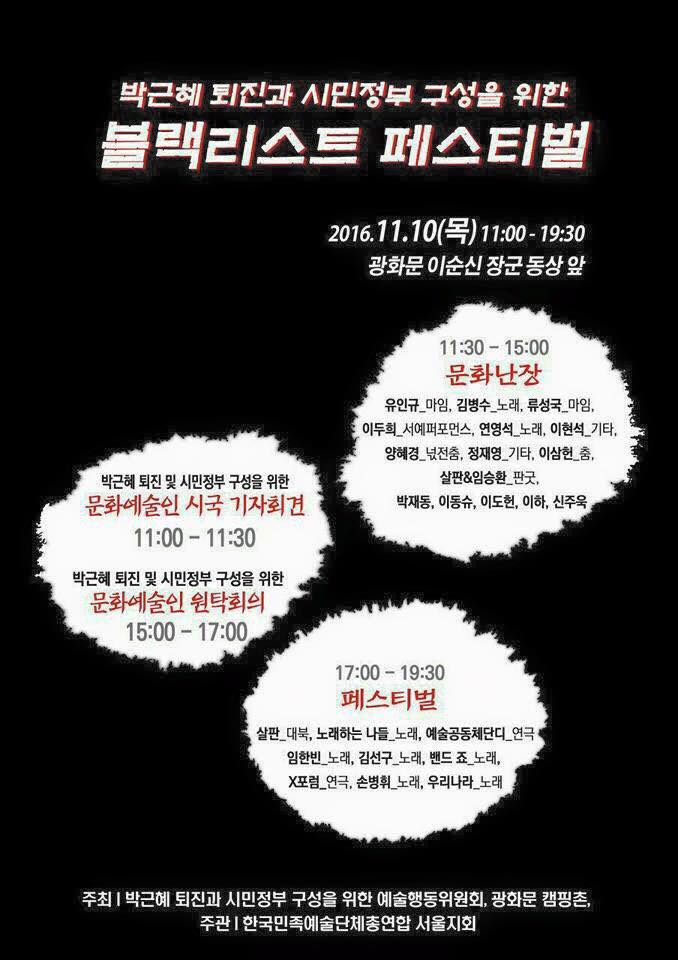 박근혜 퇴진과 시민정부 구성을 위한
블랙리스트 페스티벌
2016.11.10(목) 11:00 - 19:30
광화문 이순신 장군 동상 앞
11:30 - 15:00
문화난장
유인규_마임, 김병수_노래, 류성국_마임,
이두희_서예퍼포먼스, 연영석_노래, 이현석_기타,
양혜경_넋전춤, 정재영_기타, 이삼헌_춤,
살판&임승환_판굿,
박재동, 이동슈, 이도헌, 이하, 신주욱
박근혜 퇴진 및 시민정부 구성을 위한
문화예술인 시국 기자회견
11:00 - 11:30
박근혜 퇴진 및 시민정부 구성을 위한
문화예술인 원탁회의
15:00 - 17:00
17:00 - 19:30
페스티벌
살판_대북, 노래하는 나들_노래, 예술공동체단디_연극
임한빈_노래, 김선구_노래, 밴드 죠_노래,
X포럼_연극, 손병휘_노래, 우리나라_노래
주최 l 박근혜 퇴진과 시민정부 구성을 위한 예술행동위원회, 광화문 캠핑촌,
주관 l 한국민족예술단체총연합 서울지회